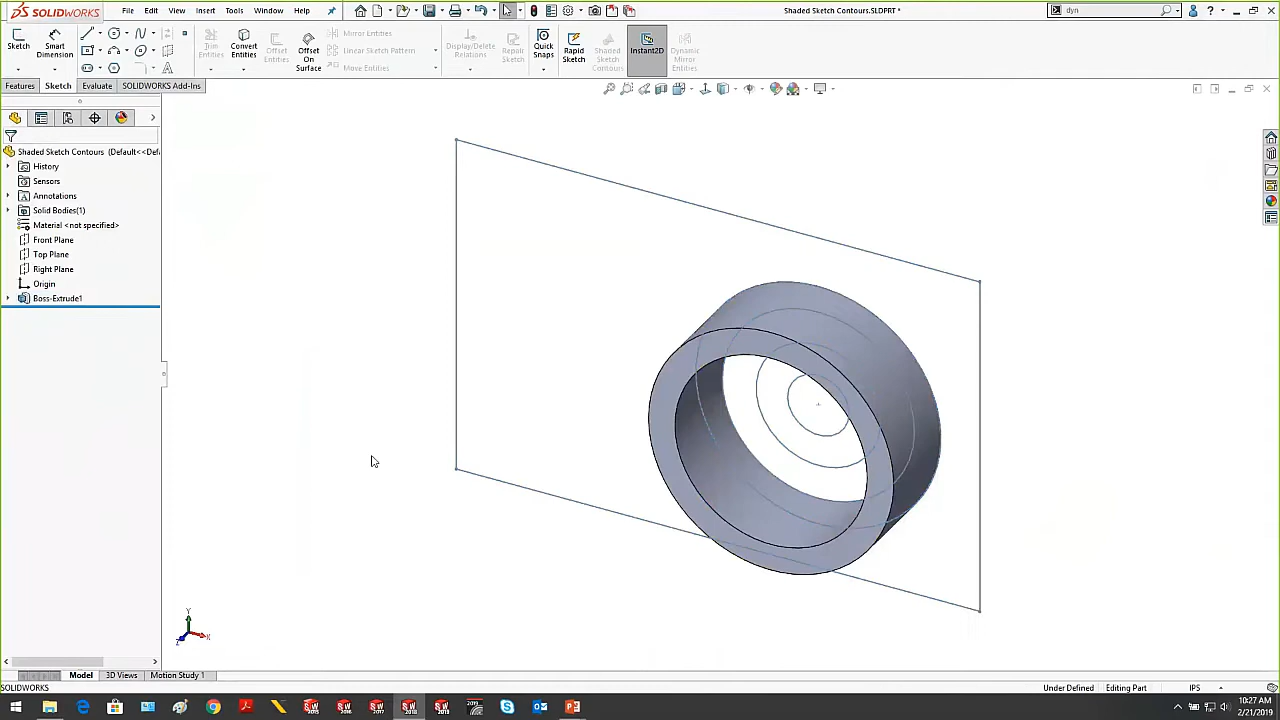 SOLIDWORKS File Edit View Insert Tools Window Help Shaded Sketch Contours.SLDPRT * dyn
Sketch Smart Dimension Trim Entities Convert Entities Offset Entities Offset On Surface Mirror Entities Linear Sketch Pattern Move Entities Display/Delete Relations Repair Sketch Quick Snaps Rapid Sketch Shaded Sketch Contours Instant2D Dynamic Mirror Entities
Features Sketch Evaluate SOLIDWORKS Add-Ins
Shaded Sketch Contours (Default<<Def
History
Sensors
Annotations
Solid Bodies(1)
Material <not specified>
Front Plane
Top Plane
Right Plane
Origin
Boss-Extrude1
Y
X
Z
Model 3D Views Motion Study 1
SOLIDWORKS Under Defined Editing Part IPS
10:27 AM
2/21/2019